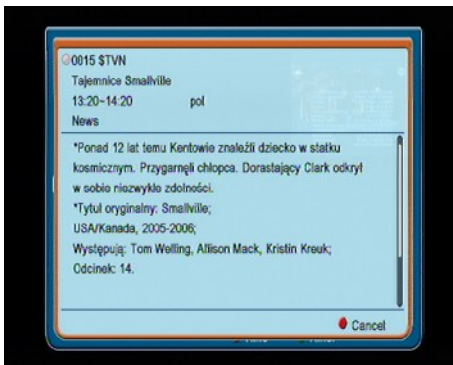 0015 $TVN
Tajemnice Smallville
13:20~14:20 pol
News
"Ponad 12 lat temu Kentowie znaleźli dziecko w statku
kosmicznym. Przygarnęli chłopca. Dorastający Clark odkrył
w sobie niezwykłe zdolności.
"Tytuł oryginalny: Smallville;
USA/Kanada, 2005-2006;
Występują: Tom Welling, Allison Mack, Kristin Kreuk;
Odcinek: 14.
Cancel